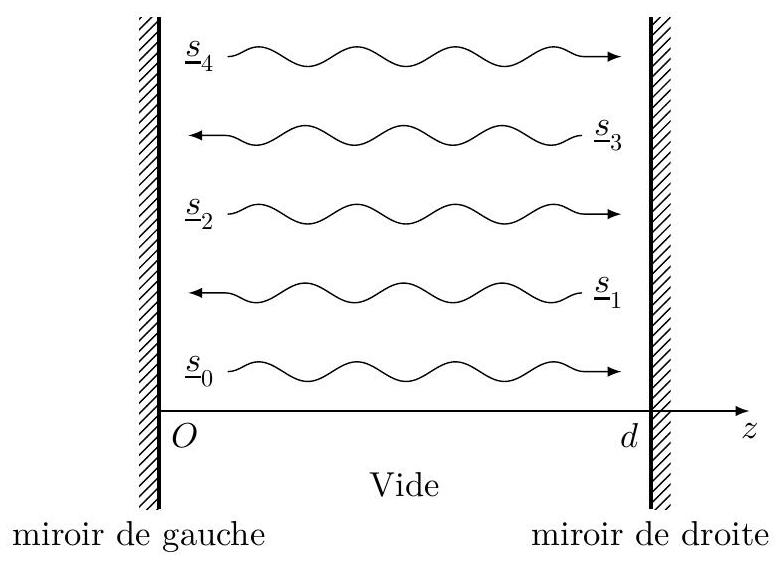 s₄
s₃
s₂
s₁
s₀
O d z
Vide
miroir de gauche miroir de droite